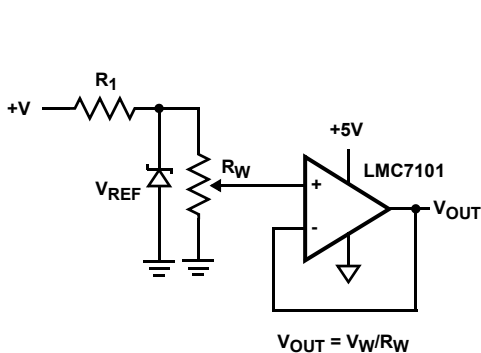 R1
+V
+5V
RW
LMC7101
VREF
+
-
VOUT
VOUT = VW/RW